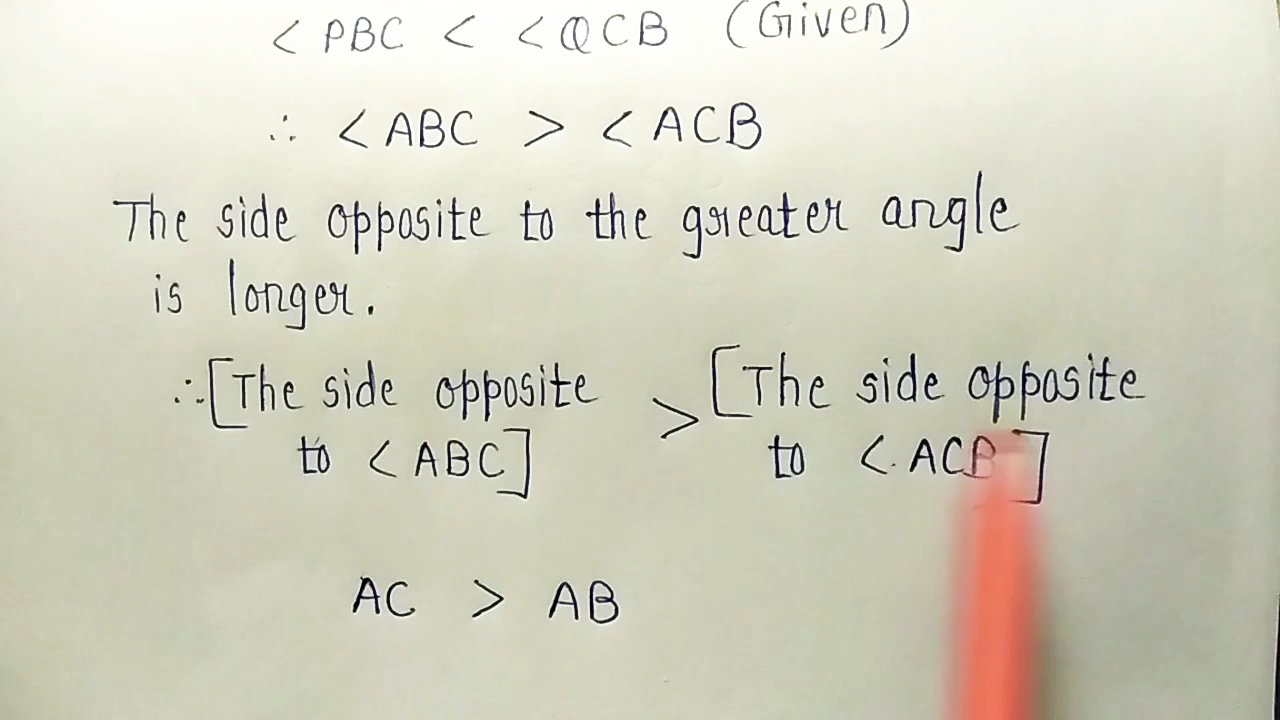 < PBC < < QCB (Given)
∴ < ABC > < ACB
The side opposite to the greater angle
is longer.
∴ [The side opposite > [The side opposite
to < ABC] to < ACB]
AC > AB